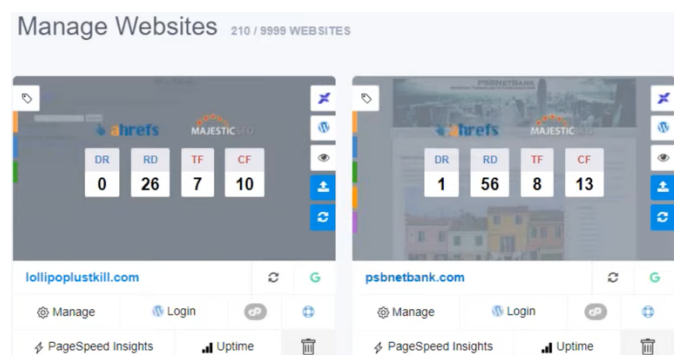 Manage Websites 210 / 9999 WEBSITES
ahrefs MAJESTICSEO
DR RD TF CF
0 26 7 10
lollipoplustkill.com
Manage Login
PageSpeed Insights Uptime
PSBNETBANK
ahrefs MAJESTIC
DR RD TF CF
1 56 8 13
psbnetbank.com
Manage Login
PageSpeed Insights Uptime